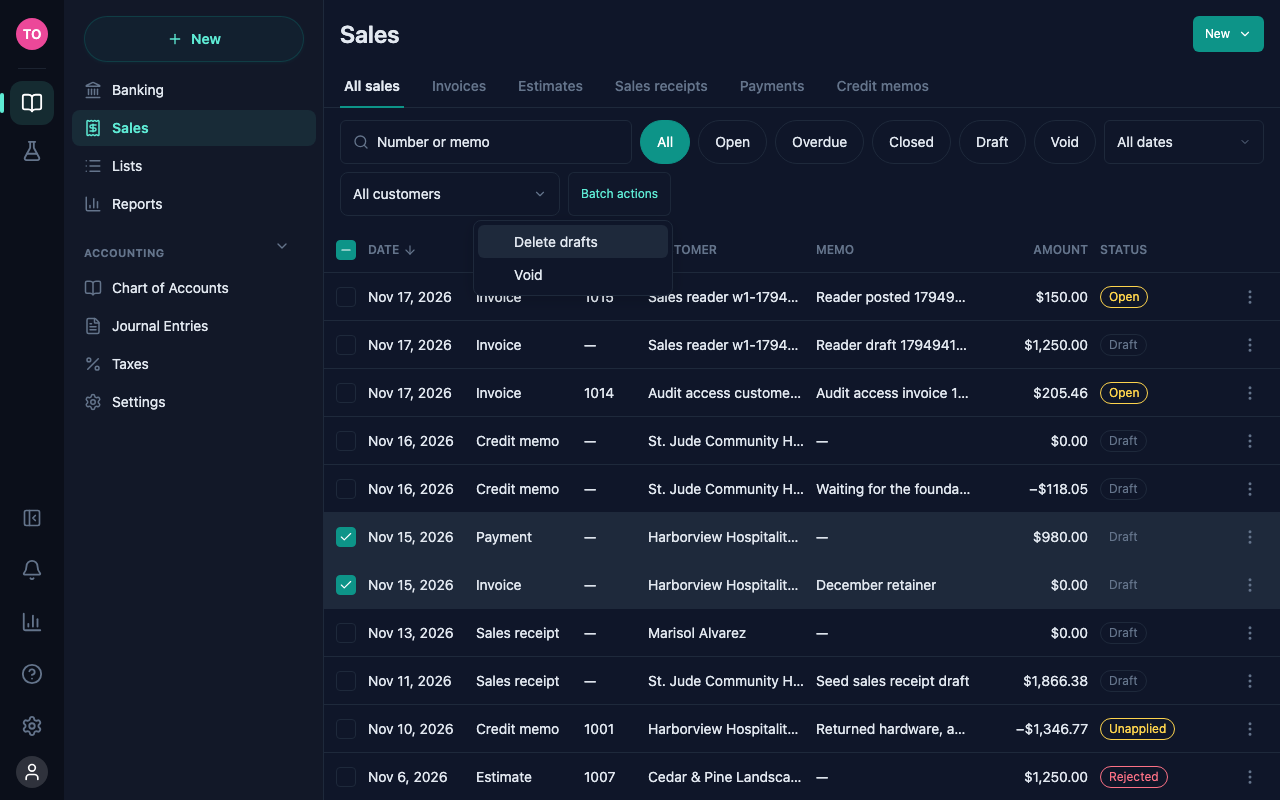 TO
New
Banking
Sales
Lists
Reports
ACCOUNTING
Chart of Accounts
Journal Entries
Taxes
Settings
Sales
New
All sales Invoices Estimates Sales receipts Payments Credit memos
Number or memo All Open Overdue Closed Draft Void All dates
All customers Batch actions
Delete drafts
Void
DATE TOMER MEMO AMOUNT STATUS
Nov 17, 2026 Invoice 1015 Sales reader w1-1794... Reader posted 17949... $150.00 Open
Nov 17, 2026 Invoice — Sales reader w1-1794... Reader draft 1794941... $1,250.00 Draft
Nov 17, 2026 Invoice 1014 Audit access custome... Audit access invoice 1... $205.46 Open
Nov 16, 2026 Credit memo — St. Jude Community H... — $0.00 Draft
Nov 16, 2026 Credit memo — St. Jude Community H... Waiting for the founda... −$118.05 Draft
Nov 15, 2026 Payment — Harborview Hospitalit... — $980.00 Draft
Nov 15, 2026 Invoice — Harborview Hospitalit... December retainer $0.00 Draft
Nov 13, 2026 Sales receipt — Marisol Alvarez — $0.00 Draft
Nov 11, 2026 Sales receipt — St. Jude Community H... Seed sales receipt draft $1,866.38 Draft
Nov 10, 2026 Credit memo 1001 Harborview Hospitalit... Returned hardware, a... −$1,346.77 Unapplied
Nov 6, 2026 Estimate 1007 Cedar & Pine Landsca... — $1,250.00 Rejected